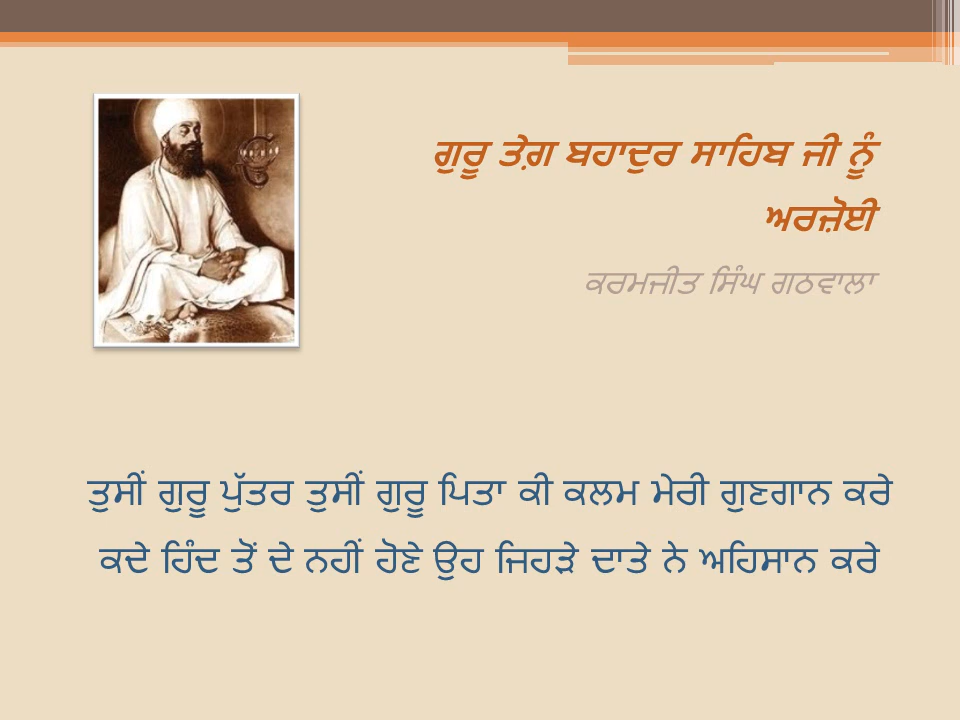 ਗੁਰੂ ਤੇਗ਼ ਬਹਾਦੁਰ ਸਾਹਿਬ ਜੀ ਨੂੰ
ਅਰਜ਼ੋਈ
ਕਰਮਜੀਤ ਸਿੰਘ ਗਠਵਾਲਾ
ਤੁਸੀਂ ਗੁਰੂ ਪੁੱਤਰ ਤੁਸੀਂ ਗੁਰੂ ਪਿਤਾ ਕੀ ਕਲਮ ਮੇਰੀ ਗੁਣਗਾਨ ਕਰੇ
ਕਦੇ ਹਿੰਦ ਤੋਂ ਦੇ ਨਹੀਂ ਹੋਣੇ ਉਹ ਜਿਹੜੇ ਦਾਤੇ ਨੇ ਅਹਿਸਾਨ ਕਰੇ